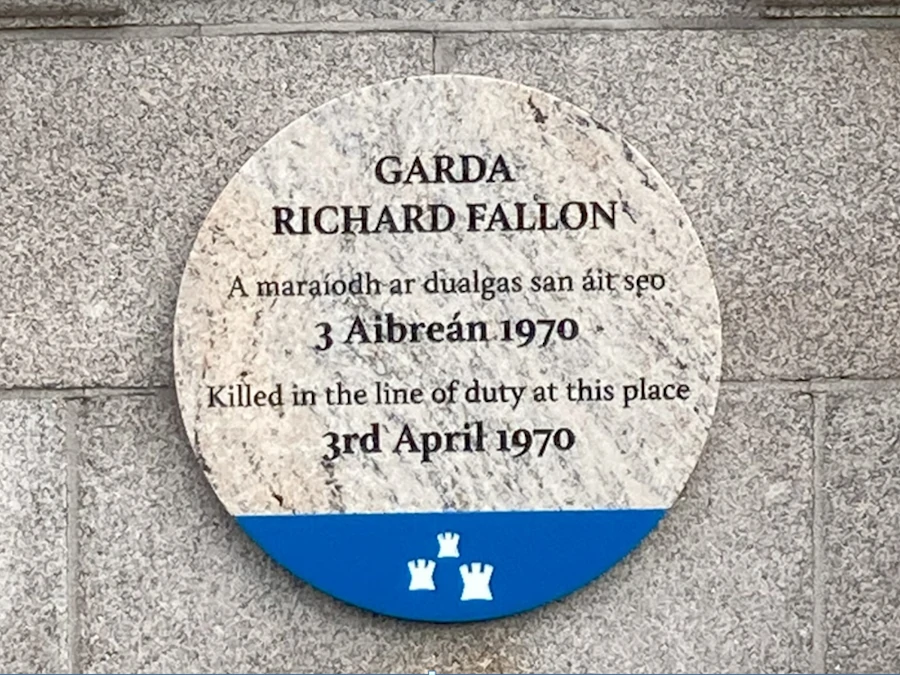 GARDA
RICHARD FALLON
A maraíodh ar dualgas san áit seo
3 Aibreán 1970
Killed in the line of duty at this place
3rd April 1970